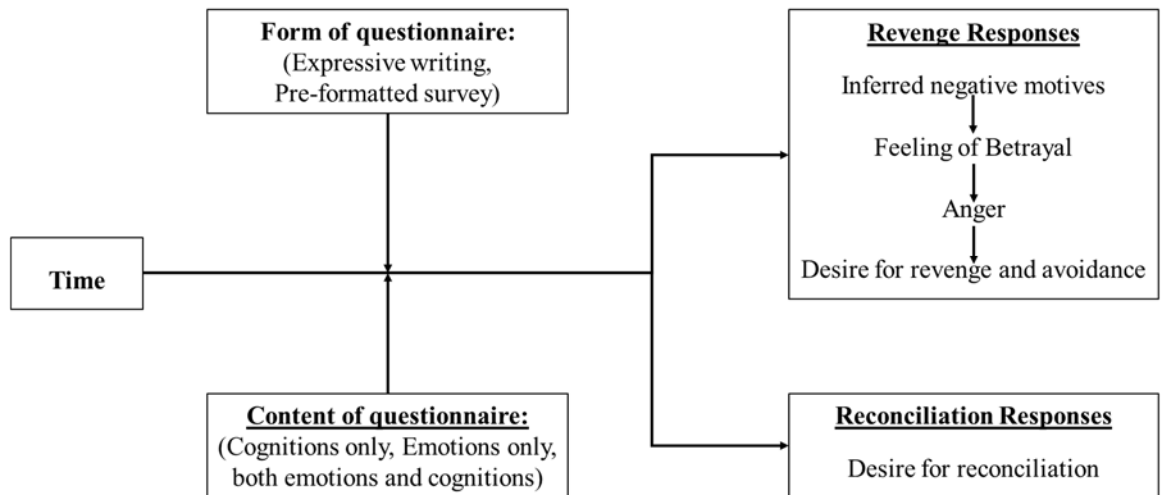 Form of questionnaire:
(Expressive writing,
Pre-formatted survey)
Revenge Responses
Inferred negative motives
Feeling of Betrayal
Anger
Desire for revenge and avoidance
Time
Content of questionnaire:
(Cognitions only, Emotions only,
both emotions and cognitions)
Reconciliation Responses
Desire for reconciliation